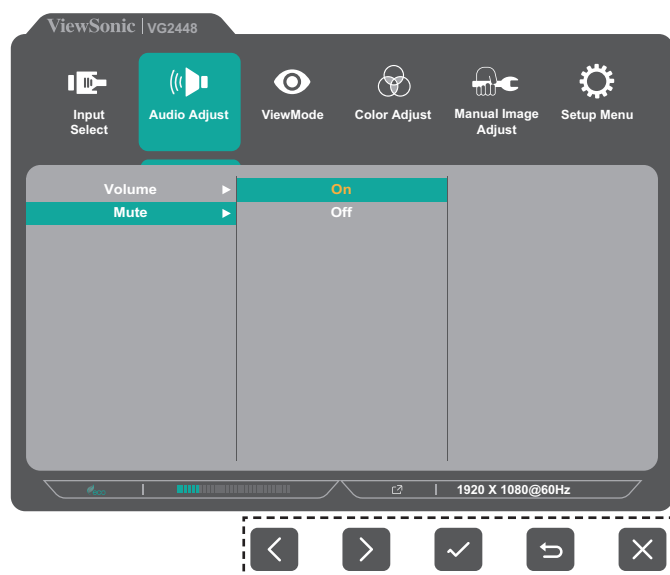 ViewSonic | VG2448
Input Select
Audio Adjust
ViewMode
Color Adjust
Manual Image Adjust
Setup Menu
Volume
On
Mute
Off
eco
1920 X 1080@60Hz